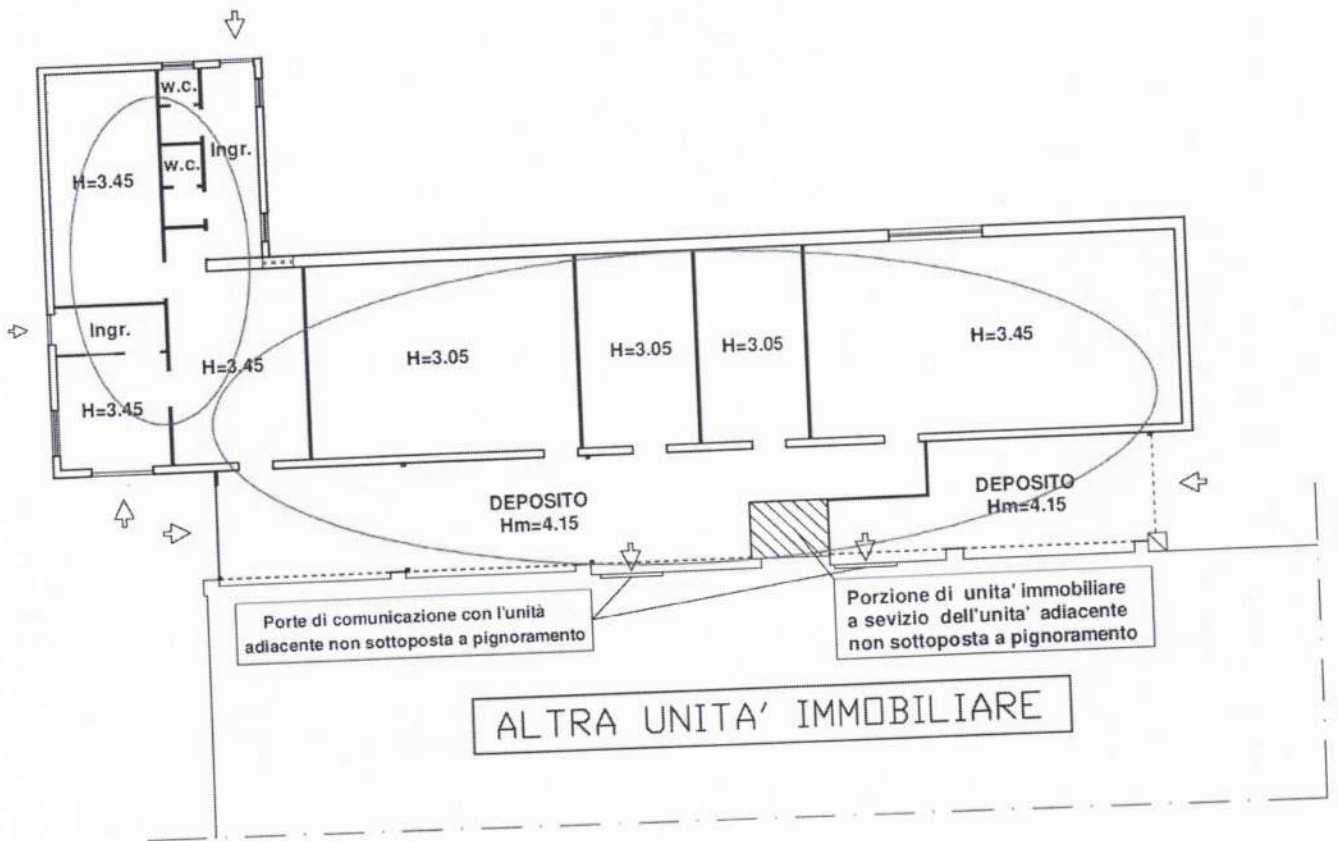 w.c.
Ingr.
w.c.
H=3.45
Ingr.
H=3.45
H=3.45
H=3.05
H=3.05
H=3.05
H=3.45
DEPOSITO
Hm=4.15
DEPOSITO
Hm=4.15
Porte di comunicazione con l'unità
adiacente non sottoposta a pignoramento
Porzione di unita' immobiliare
a sevizio dell'unita' adiacente
non sottoposta a pignoramento
ALTRA UNITA' IMMOBILIARE